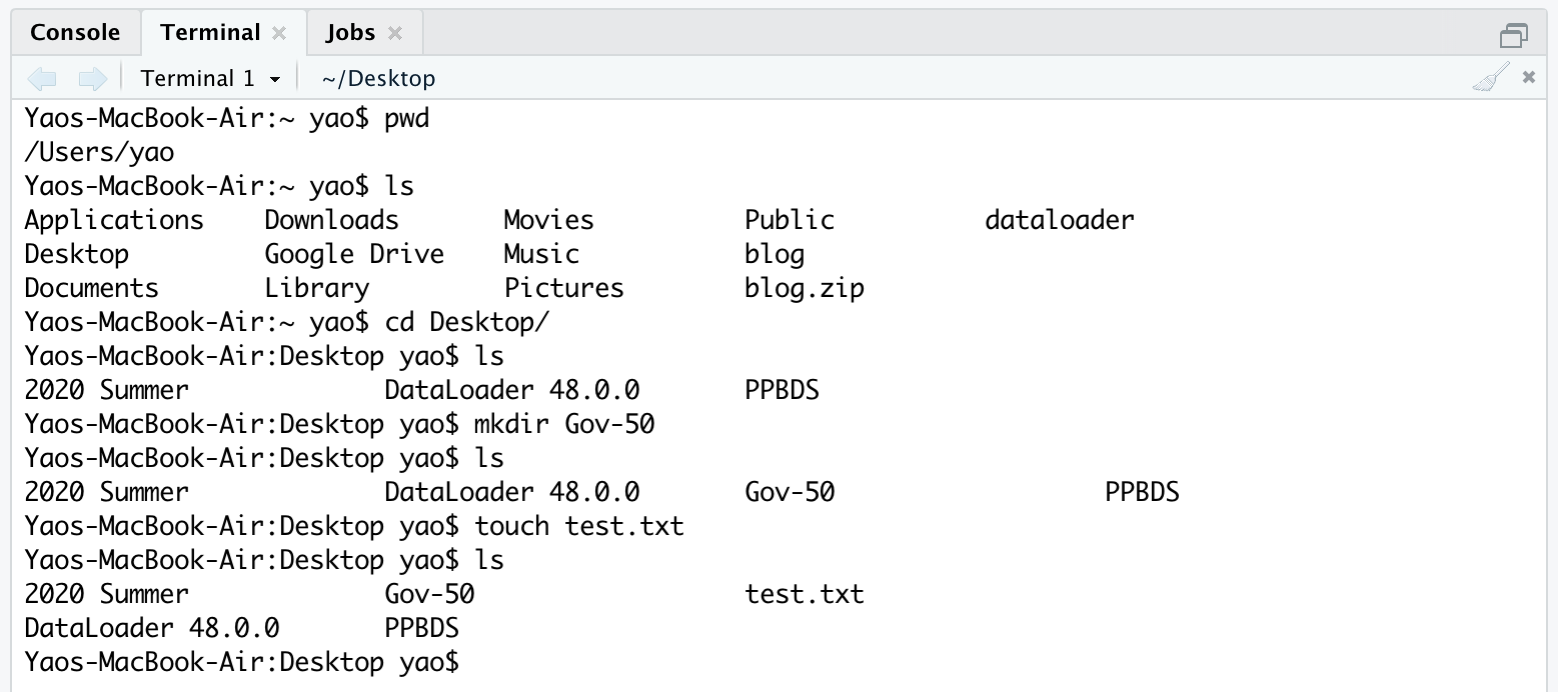 Console Terminal Jobs
Terminal 1 ~/Desktop
Yaos-MacBook-Air:~ yao$ pwd
/Users/yao
Yaos-MacBook-Air:~ yao$ ls
Applications Downloads Movies Public dataloader
Desktop Google Drive Music blog
Documents Library Pictures blog.zip
Yaos-MacBook-Air:~ yao$ cd Desktop/
Yaos-MacBook-Air:Desktop yao$ ls
2020 Summer DataLoader 48.0.0 PPBDS
Yaos-MacBook-Air:Desktop yao$ mkdir Gov-50
Yaos-MacBook-Air:Desktop yao$ ls
2020 Summer DataLoader 48.0.0 Gov-50 PPBDS
Yaos-MacBook-Air:Desktop yao$ touch test.txt
Yaos-MacBook-Air:Desktop yao$ ls
2020 Summer Gov-50 test.txt
DataLoader 48.0.0 PPBDS
Yaos-MacBook-Air:Desktop yao$